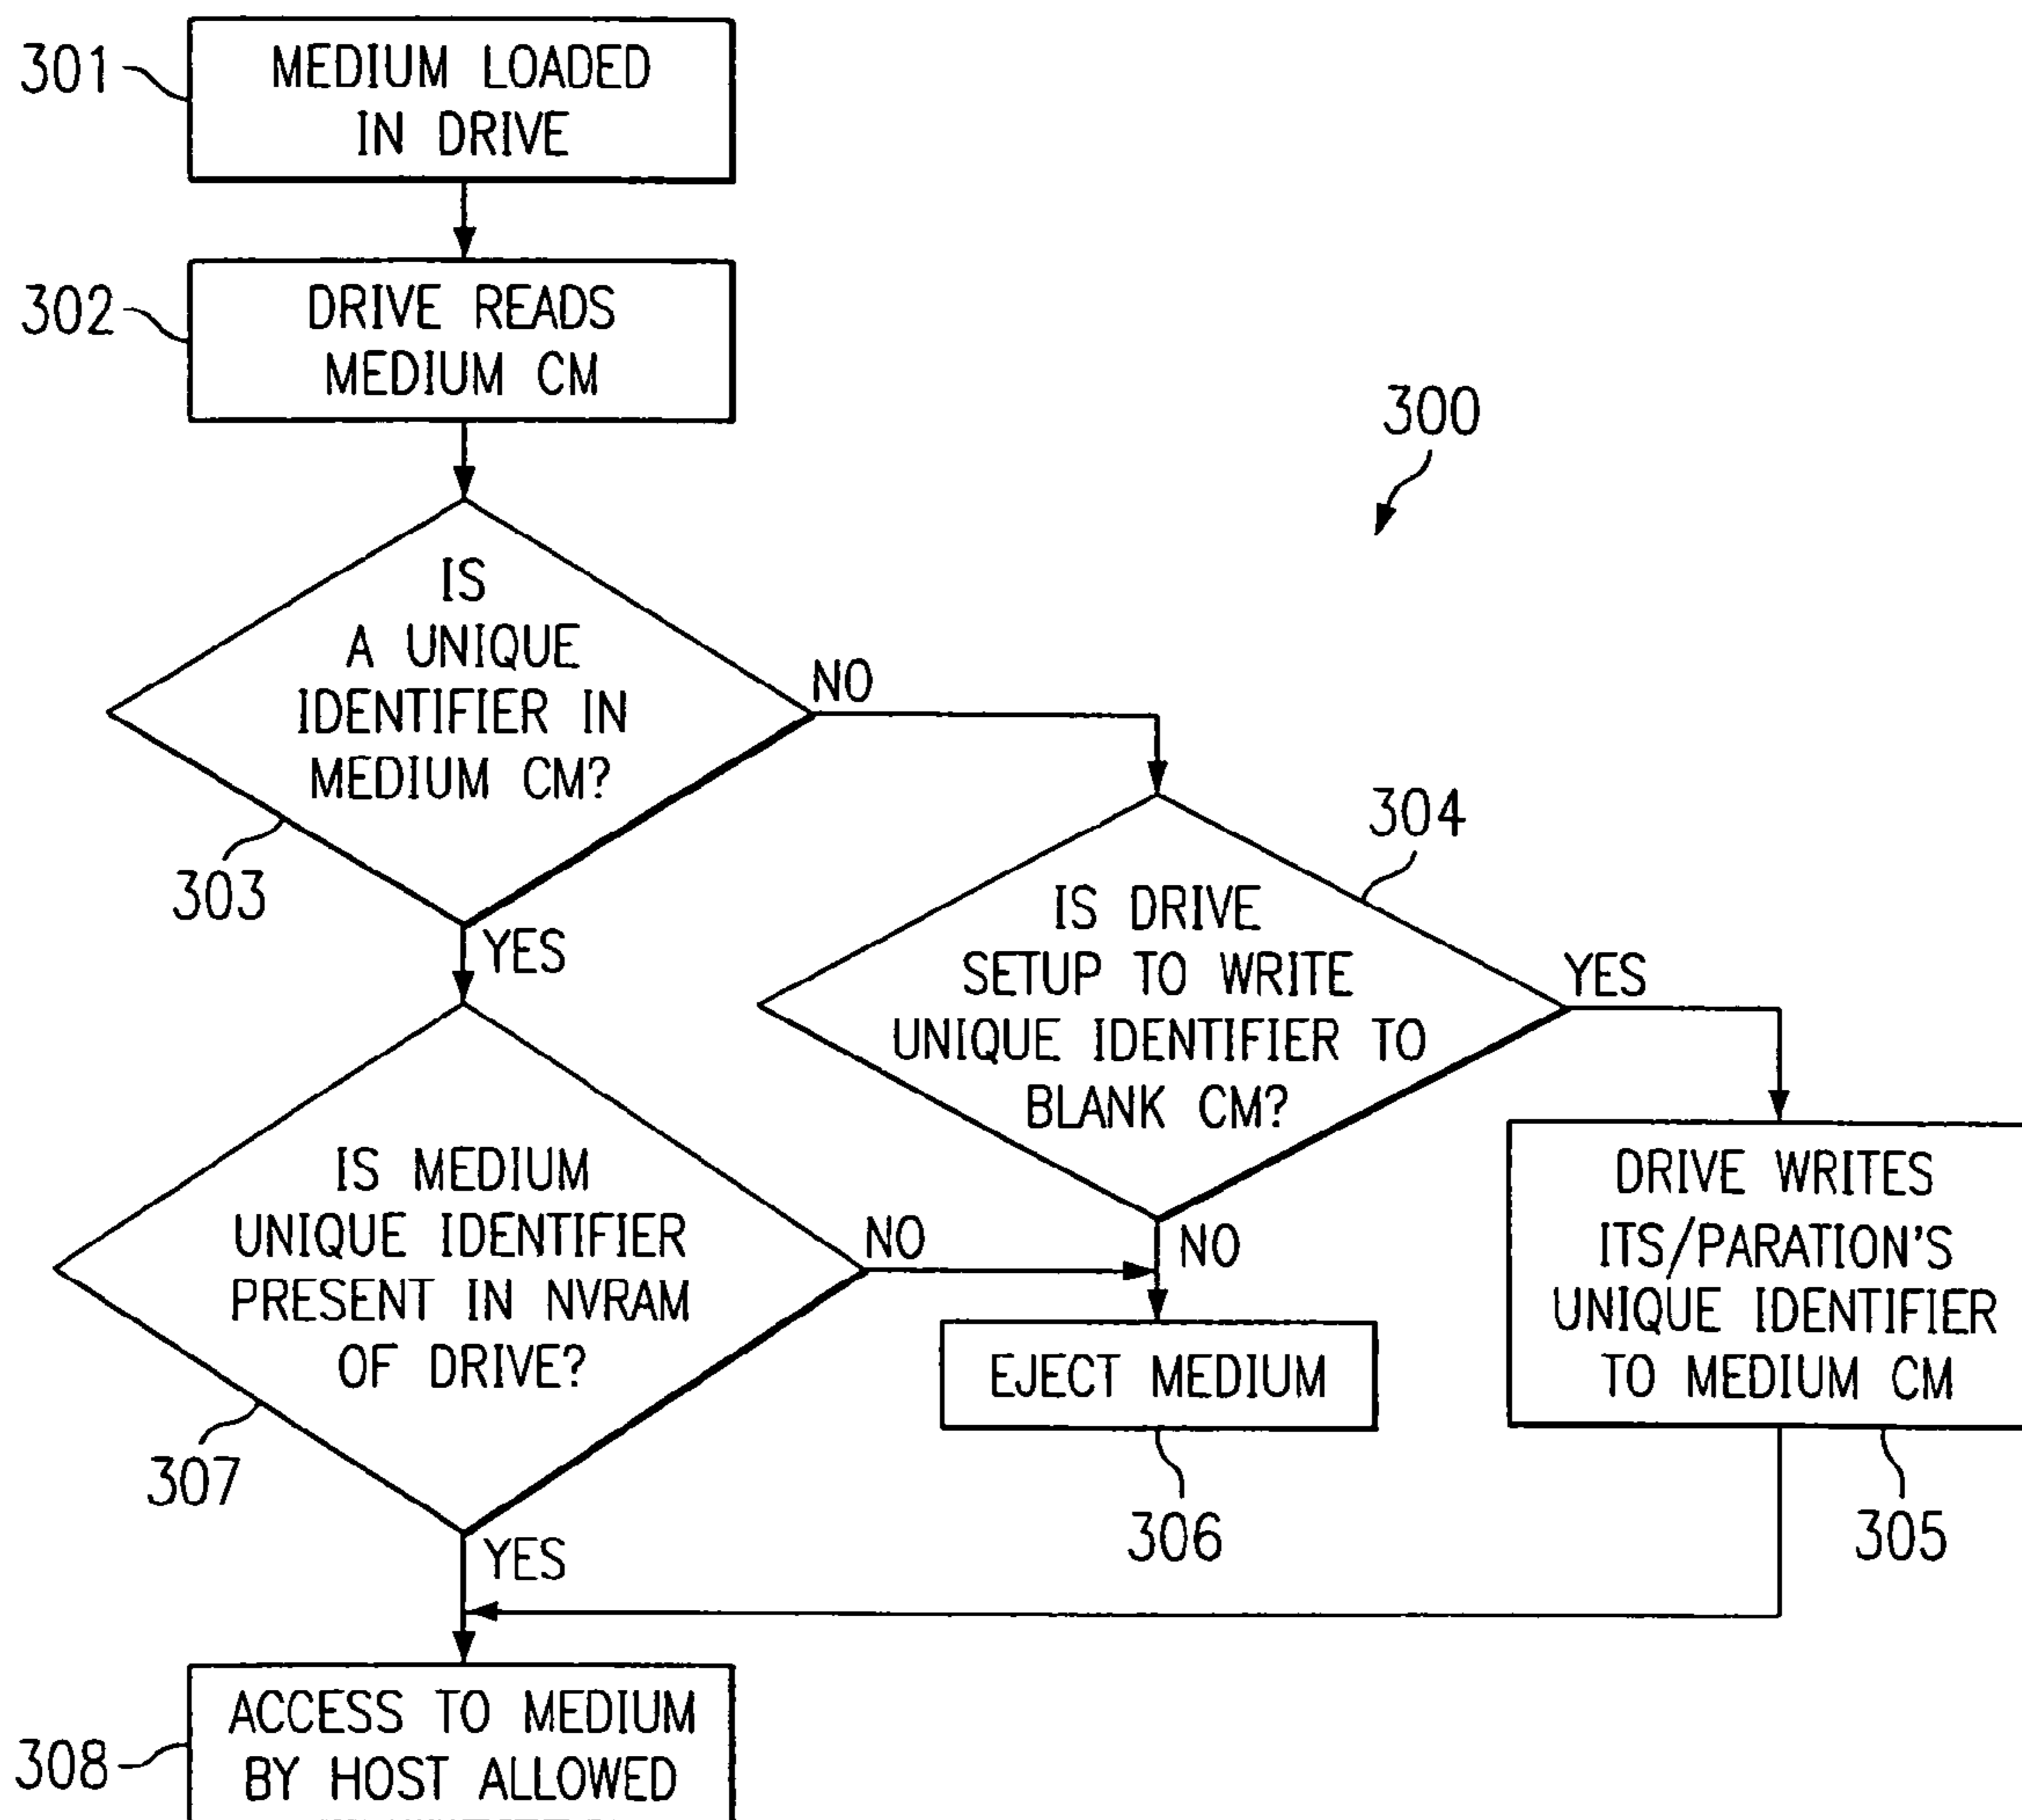 301
MEDIUM LOADED
IN DRIVE
302
DRIVE READS
MEDIUM CM
300
IS
A UNIQUE
IDENTIFIER IN
MEDIUM CM?
NO
303
YES
304
IS DRIVE
SETUP TO WRITE
UNIQUE IDENTIFIER TO
BLANK CM?
YES
NO
IS MEDIUM
UNIQUE IDENTIFIER
PRESENT IN NVRAM
OF DRIVE?
NO
307
YES
EJECT MEDIUM
306
DRIVE WRITES
ITS/PARATION'S
UNIQUE IDENTIFIER
TO MEDIUM CM
305
308
ACCESS TO MEDIUM
BY HOST ALLOWED